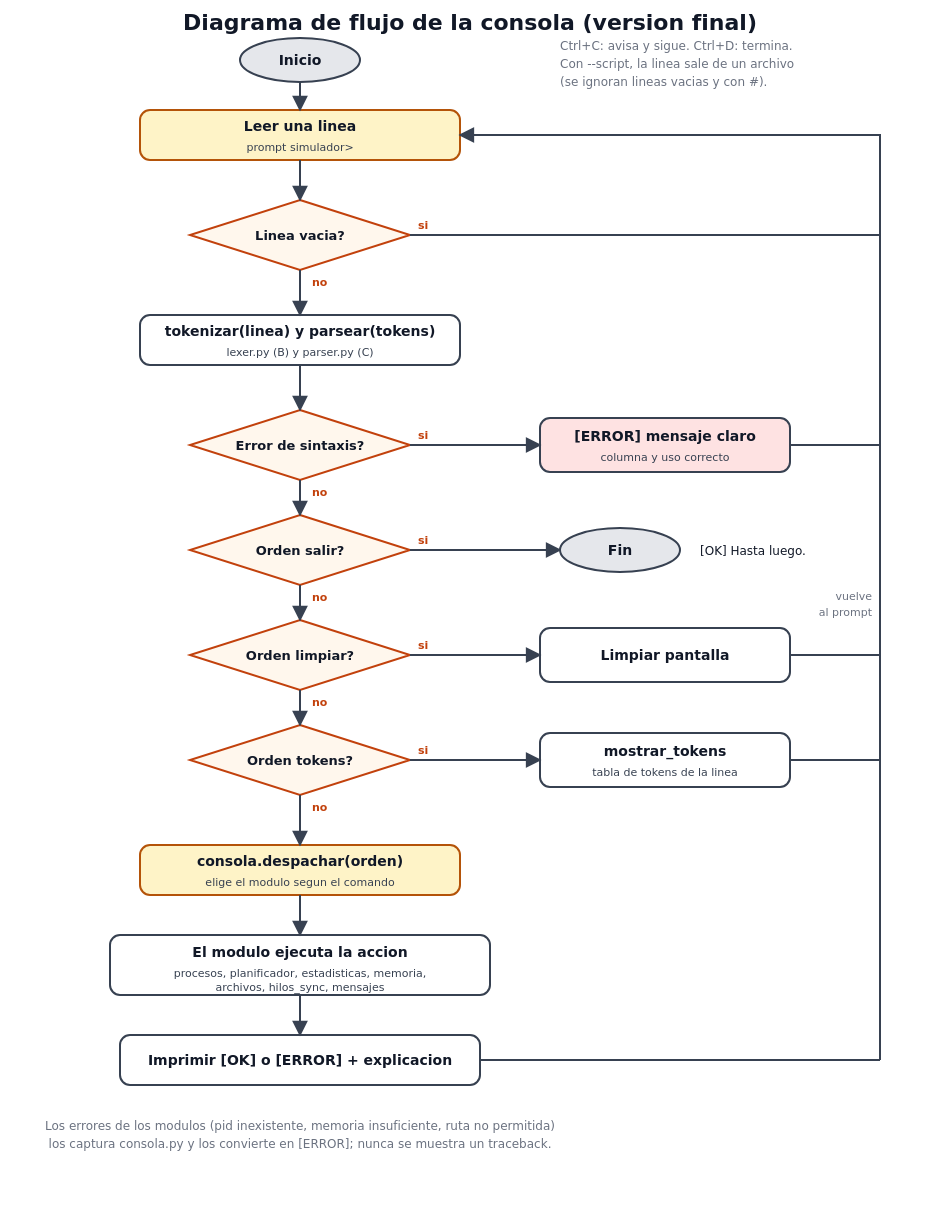 Diagrama de flujo de la consola (version final)
Inicio
Ctrl+C: avisa y sigue. Ctrl+D: termina.
Con --script, la linea sale de un archivo
(se ignoran lineas vacias y con #).
Leer una linea
prompt simulador>
Linea vacia?
si
no
tokenizar(linea) y parsear(tokens)
lexer.py (B) y parser.py (C)
Error de sintaxis?
si
[ERROR] mensaje claro
columna y uso correcto
no
Orden salir?
si
Fin
[OK] Hasta luego.
no
vuelve
al prompt
Orden limpiar?
si
Limpiar pantalla
no
Orden tokens?
si
mostrar_tokens
tabla de tokens de la linea
no
consola.despachar(orden)
elige el modulo segun el comando
El modulo ejecuta la accion
procesos, planificador, estadisticas, memoria,
archivos, hilos_sync, mensajes
Imprimir [OK] o [ERROR] + explicacion
Los errores de los modulos (pid inexistente, memoria insuficiente, ruta no permitida)
los captura consola.py y los convierte en [ERROR]; nunca se muestra un traceback.